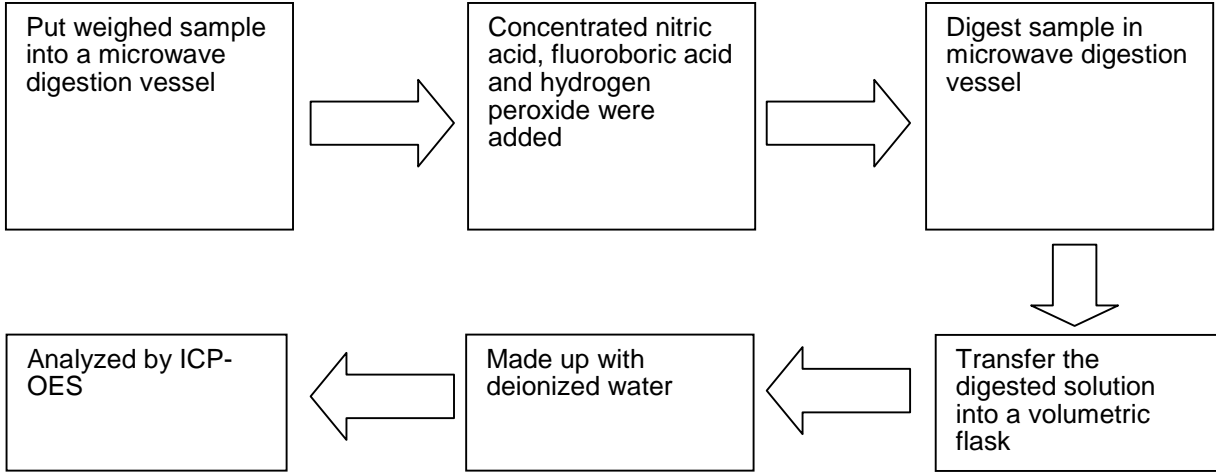 Put weighed sample
into a microwave
digestion vessel
Concentrated nitric
acid, fluoroboric acid
and hydrogen
peroxide were
added
Digest sample in
microwave digestion
vessel
Transfer the
digested solution
into a volumetric
flask
Made up with
deionized water
Analyzed by ICP-
OES